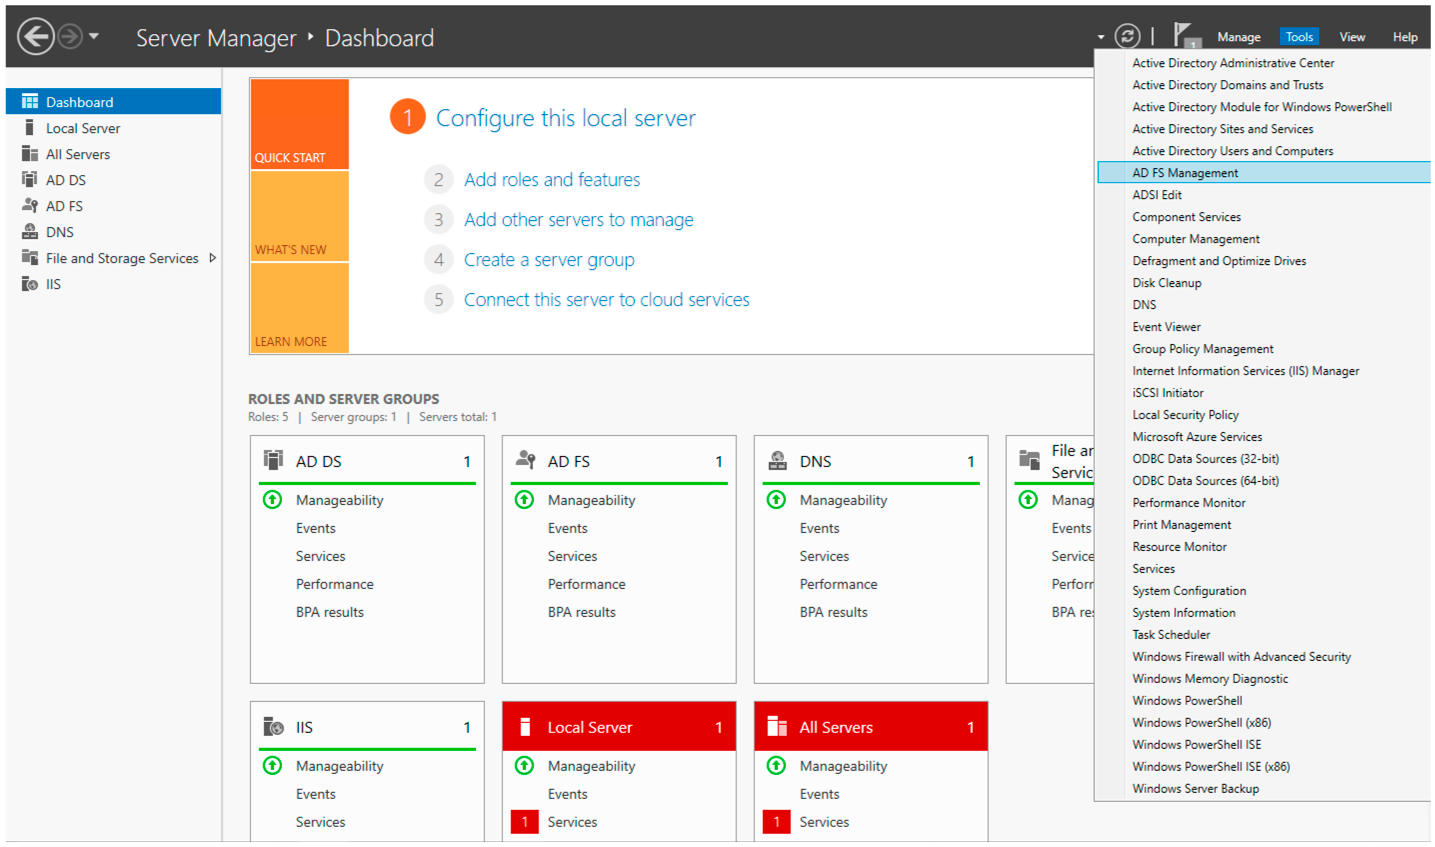 Server Manager ‣ Dashboard
1
Manage
Tools
View
Help
Dashboard
Local Server
All Servers
AD DS
AD FS
DNS
File and Storage Services
IIS
QUICK START
WHAT'S NEW
LEARN MORE
1 Configure this local server
2 Add roles and features
3 Add other servers to manage
4 Create a server group
5 Connect this server to cloud services
ROLES AND SERVER GROUPS
Roles: 5 | Server groups: 1 | Servers total: 1
AD DS 1
Manageability
Events
Services
Performance
BPA results
AD FS 1
Manageability
Events
Services
Performance
BPA results
DNS 1
Manageability
Events
Services
Performance
BPA results
File ar
Servic
Manag
Events
Service
Perforr
BPA re
IIS 1
Manageability
Events
Services
Local Server 1
Manageability
Events
1 Services
All Servers 1
Manageability
Events
1 Services
Active Directory Administrative Center
Active Directory Domains and Trusts
Active Directory Module for Windows PowerShell
Active Directory Sites and Services
Active Directory Users and Computers
AD FS Management
ADSI Edit
Component Services
Computer Management
Defragment and Optimize Drives
Disk Cleanup
DNS
Event Viewer
Group Policy Management
Internet Information Services (IIS) Manager
iSCSI Initiator
Local Security Policy
Microsoft Azure Services
ODBC Data Sources (32-bit)
ODBC Data Sources (64-bit)
Performance Monitor
Print Management
Resource Monitor
Services
System Configuration
System Information
Task Scheduler
Windows Firewall with Advanced Security
Windows Memory Diagnostic
Windows PowerShell
Windows PowerShell (x86)
Windows PowerShell ISE
Windows PowerShell ISE (x86)
Windows Server Backup